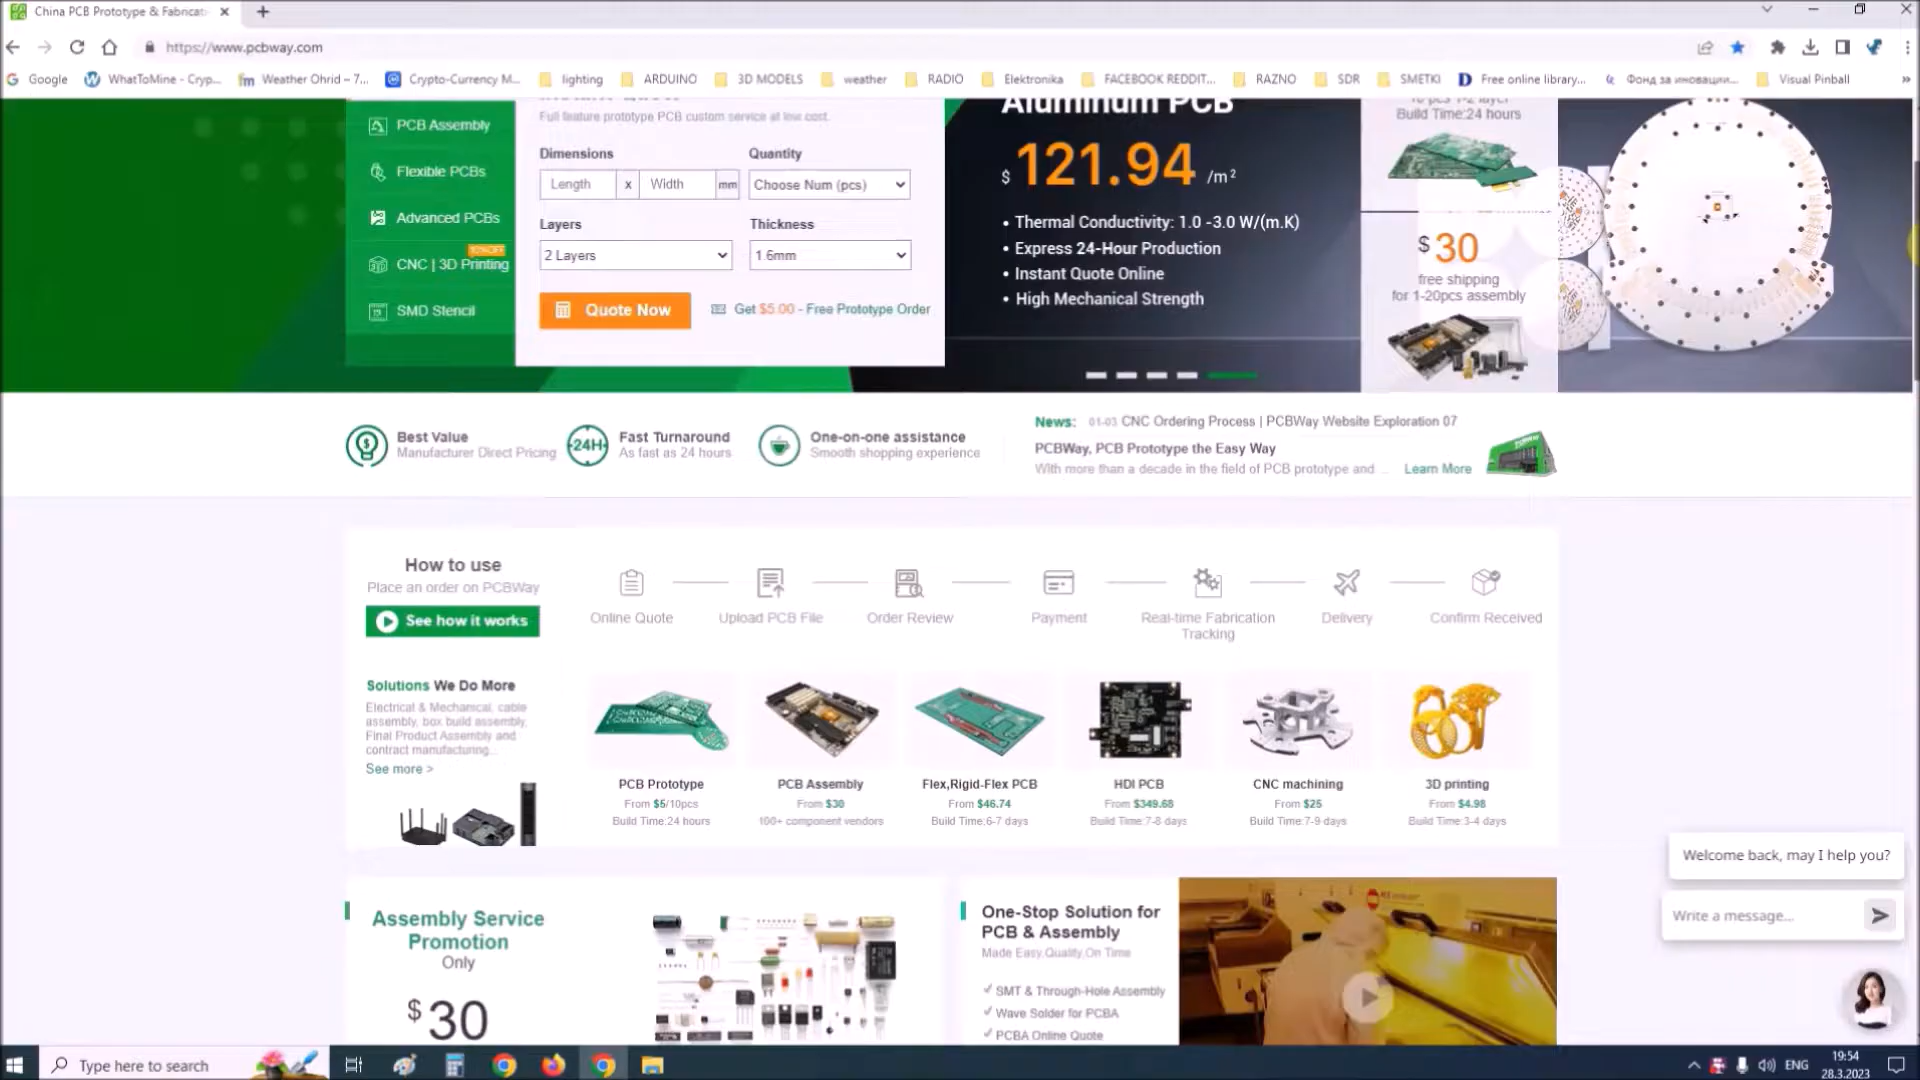 China PCB Prototype & Fabricat
https://www.pcbway.com
Google
WhatToMine - Cryp...
Weather Ohrid – 7...
Crypto-Currency M...
lighting
ARDUINO
3D MODELS
weather
RADIO
Elektronika
FACEBOOK REDDIT...
RAZNO
SDR
SMETKI
Free online library...
Фонд за иновации...
Visual Pinball
PCB Assembly
Flexible PCBs
Advanced PCBs
CNC | 3D Printing
SMD Stencil
Full feature prototype PCB custom service at low cost.
Dimensions
Quantity
Length x Width mm
Choose Num (pcs)
Layers
Thickness
2 Layers
1.6mm
Quote Now
Get $5.00 - Free Prototype Order
Aluminum PCB
$ 121.94 /m²
• Thermal Conductivity: 1.0 -3.0 W/(m.K)
• Express 24-Hour Production
• Instant Quote Online
• High Mechanical Strength
Build Time:24 hours
$30
free shipping
for 1-20pcs assembly
Best Value
Manufacturer Direct Pricing
24H
Fast Turnaround
As fast as 24 hours
One-on-one assistance
Smooth shopping experience
News: 01-03 CNC Ordering Process | PCBWay Website Exploration 07
PCBWay, PCB Prototype the Easy Way
With more than a decade in the field of PCB prototype and ...
Learn More
How to use
Place an order on PCBWay
See how it works
Online Quote
Upload PCB File
Order Review
Payment
Real-time Fabrication
Tracking
Delivery
Confirm Received
Solutions We Do More
Electrical & Mechanical, cable
assembly, box build assembly,
Final Product Assembly and
contract manufacturing...
See more >
PCB Prototype
From $5/10pcs
Build Time:24 hours
PCB Assembly
From $30
100+ component vendors
Flex,Rigid-Flex PCB
From $46.74
Build Time:6-7 days
HDI PCB
From $349.68
Build Time:7-8 days
CNC machining
From $25
Build Time:7-9 days
3D printing
From $4.98
Build Time:3-4 days
Assembly Service
Promotion
Only
$30
One-Stop Solution for
PCB & Assembly
Made Easy,Quality,On Time
SMT & Through-Hole Assembly
Wave Solder for PCBA
PCBA Online Quote
Welcome back, may I help you?
Write a message...
Type here to search
ENG
19:54
28.3.2023